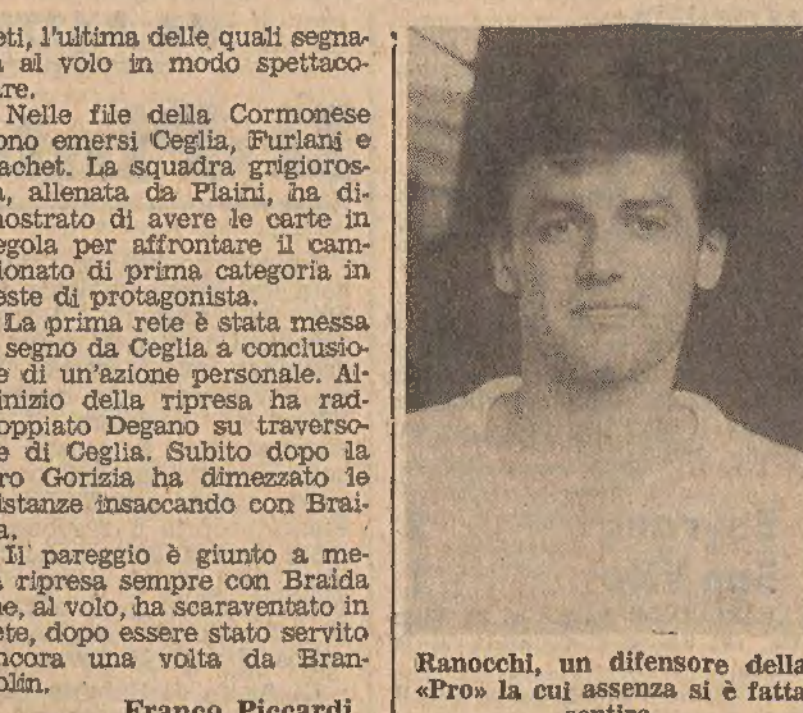 eti, l'ultima delle quali segna-
a al volo in modo spettaco-
are.
Nelle file della Cormonese
ono emersi Ceglia, Furlani e
achet. La squadra grigioros-
a, allenata da Plaini, ha di-
nostrato di avere le carte in
egola per affrontare il cam-
ionato di prima categoria in
este di protagonista.
La prima rete è stata messa
segno da Ceglia a conclusio-
e di un'azione personale. Al-
inizio della ripresa ha rad-
oppiato Degano su traverso-
e di Ceglia. Subito dopo la
ro Gorizia ha dimezzato le
istanze insaccando con Brai-
a.
Il pareggio è giunto a me-
à ripresa sempre con Braida
ne, al volo, ha scaraventato in
ete, dopo essere stato servito
ncora una volta da Bran-
olin.
Franco Piccardi
Ranocchi, un difensore della
«Pro» la cui assenza si è fatta
sentire